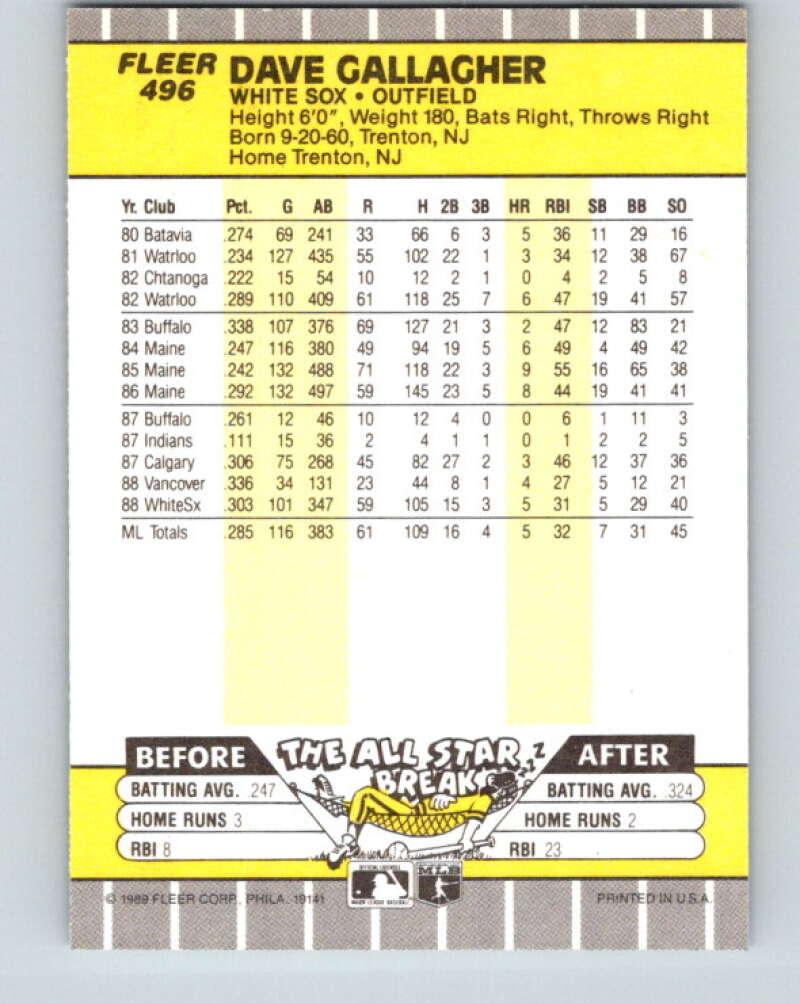 FLEER
496
DAVE GALLAGHER
WHITE SOX • OUTFIELD
Height 6'0", Weight 180, Bats Right, Throws Right
Born 9-20-60, Trenton, NJ
Home Trenton, NJ
Yr. Club Pct. G AB R H 2B 3B HR RBI SB BB SO
80 Batavia .274 69 241 33 66 6 3 5 36 11 29 16
81 Watrloo .234 127 435 55 102 22 1 3 34 12 38 67
82 Chtanoga .222 15 54 10 12 2 1 0 4 2 5 8
82 Watrloo .289 110 409 61 118 25 7 6 47 19 41 57
83 Buffalo .338 107 376 69 127 21 3 2 47 12 83 21
84 Maine .247 116 380 49 94 19 5 6 49 4 49 42
85 Maine .242 132 488 71 118 22 3 9 55 16 65 38
86 Maine .292 132 497 59 145 23 5 8 44 19 41 41
87 Buffalo .261 12 46 10 12 4 0 0 6 1 11 3
87 Indians .111 15 36 2 4 1 1 0 1 2 2 5
87 Calgary .306 75 268 45 82 27 2 3 46 12 37 36
88 Vancover .336 34 131 23 44 8 1 4 27 5 12 21
88 WhiteSx .303 101 347 59 105 15 3 5 31 5 29 40
ML Totals .285 116 383 61 109 16 4 5 32 7 31 45
BEFORE THE ALL STAR BREAK ZZZ AFTER
BATTING AVG. .247 BATTING AVG. .324
HOME RUNS 3 HOME RUNS 2
RBI 8 RBI 23
MLB
MAJOR LEAGUE BASEBALL
© 1989 FLEER CORP., PHILA. 19141 PRINTED IN U.S.A.